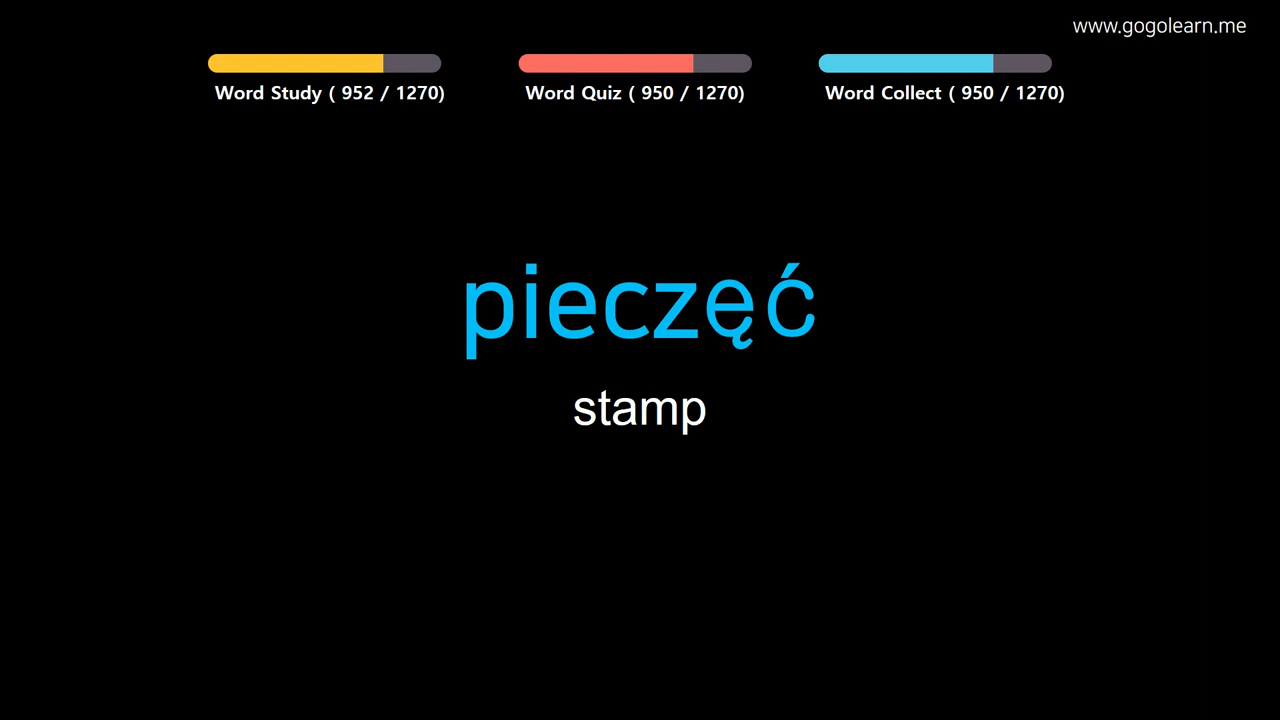 www.gogolearn.me
Word Study ( 952 / 1270)
Word Quiz ( 950 / 1270)
Word Collect ( 950 / 1270)
pieczęć
stamp